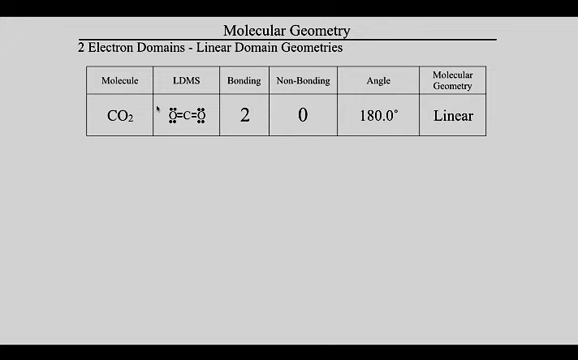 Molecular Geometry
2 Electron Domains - Linear Domain Geometries
Molecule LDMS Bonding Non-Bonding Angle Molecular Geometry
CO₂ O=C=O 2 0 180.0° Linear